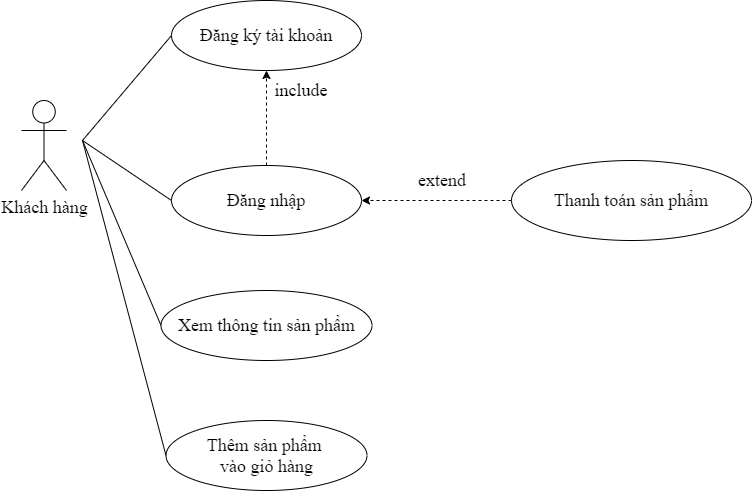 Đăng ký tài khoản
include
Khách hàng
Đăng nhập
extend
Thanh toán sản phẩm
Xem thông tin sản phẩm
Thêm sản phẩm
vào giỏ hàng